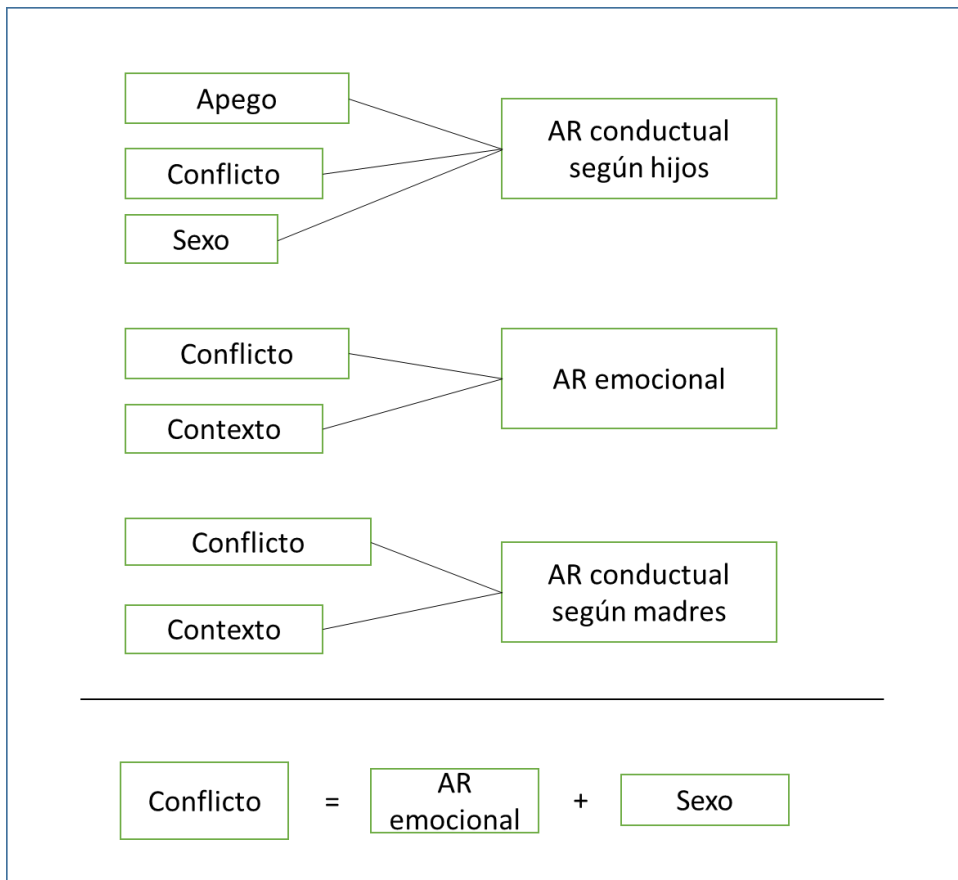 Apego
Conflicto
Sexo
AR conductual
según hijos
Conflicto
Contexto
AR emocional
Conflicto
Contexto
AR conductual
según madres
Conflicto
=
AR
emocional
+
Sexo